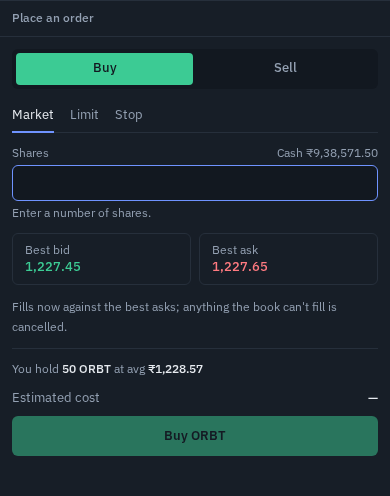 Place an order
Buy
Sell
Market
Limit
Stop
Shares
Cash ₹9,38,571.50
Enter a number of shares.
Best bid
1,227.45
Best ask
1,227.65
Fills now against the best asks; anything the book can't fill is
cancelled.
You hold 50 ORBT at avg ₹1,228.57
Estimated cost
—
Buy ORBT